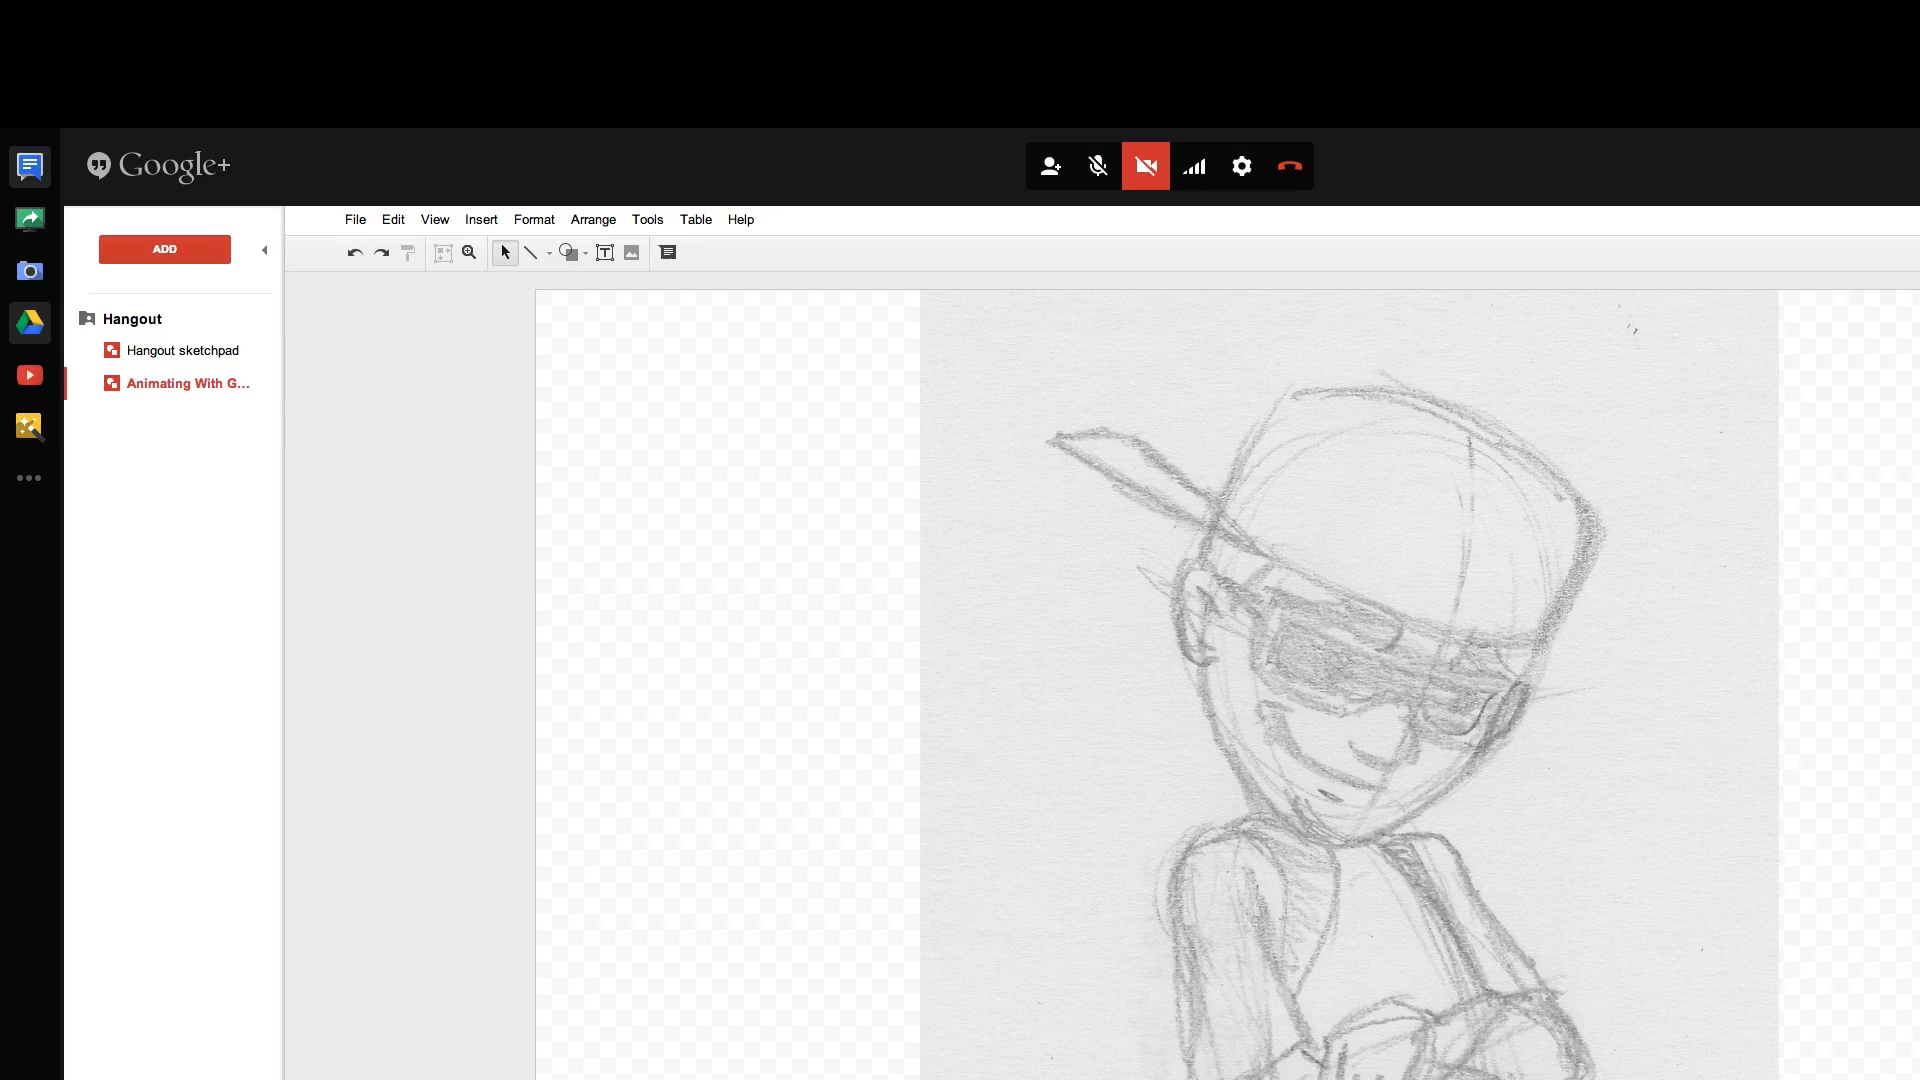 Google+
File Edit View Insert Format Arrange Tools Table Help
ADD
Hangout
Hangout sketchpad
Animating With G...